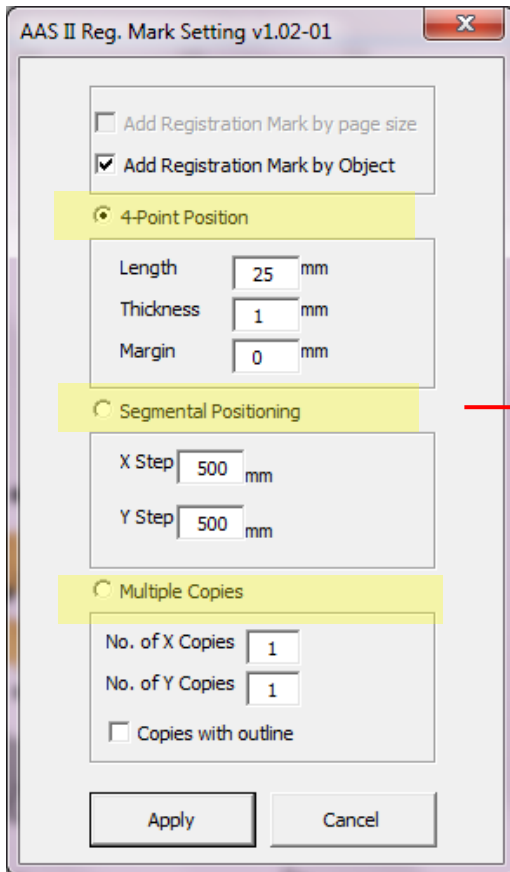 AAS II Reg. Mark Setting v1.02-01
Add Registration Mark by page size
Add Registration Mark by Object
4-Point Position
Length 25 mm
Thickness 1 mm
Margin 0 mm
Segmental Positioning
X Step 500 mm
Y Step 500 mm
Multiple Copies
No. of X Copies 1
No. of Y Copies 1
Copies with outline
Apply Cancel